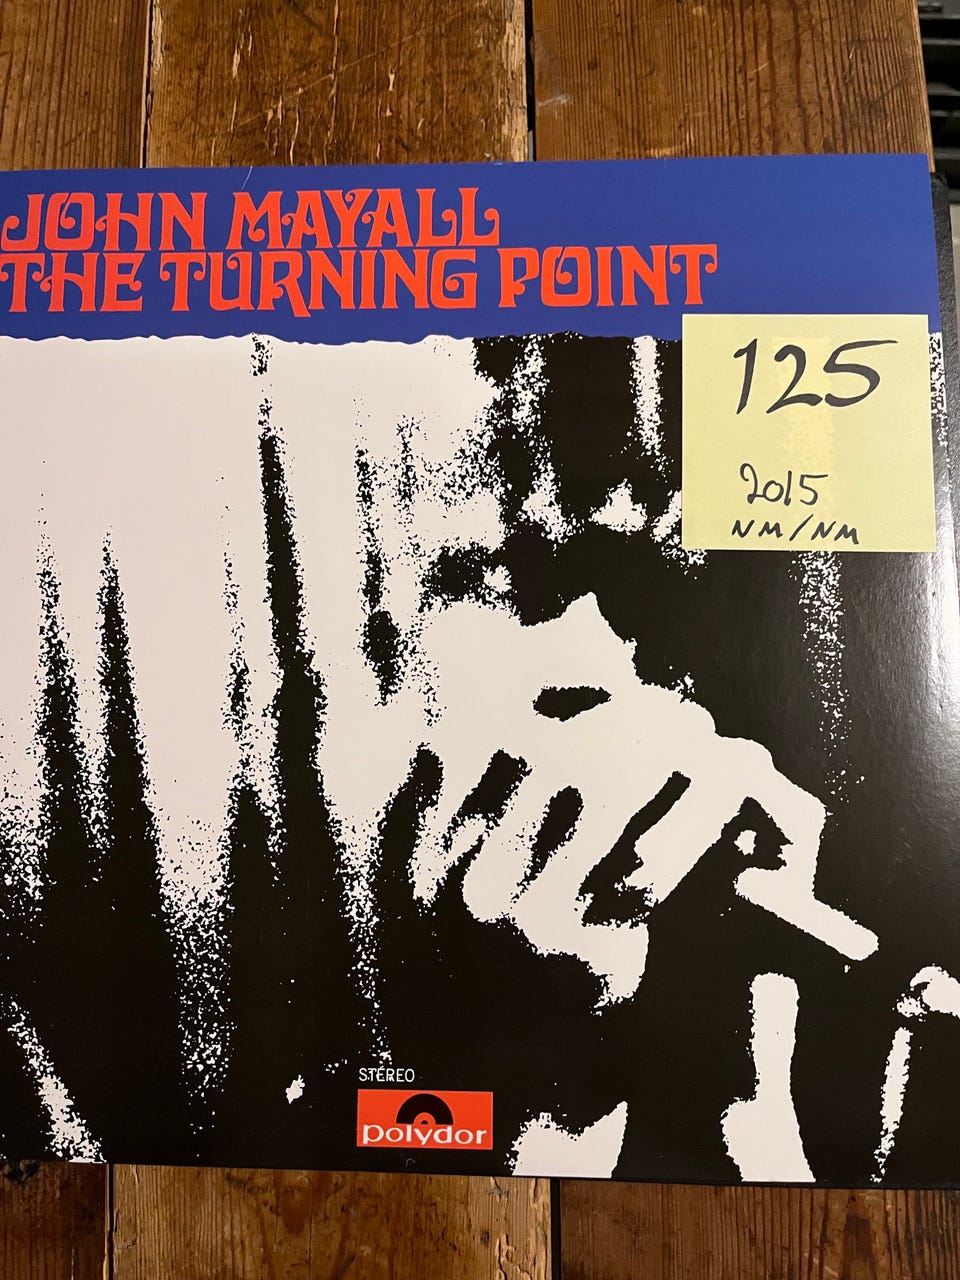 JOHN MAYALL
THE TURNING POINT
125
2015
NM/NM
STEREO
polydor